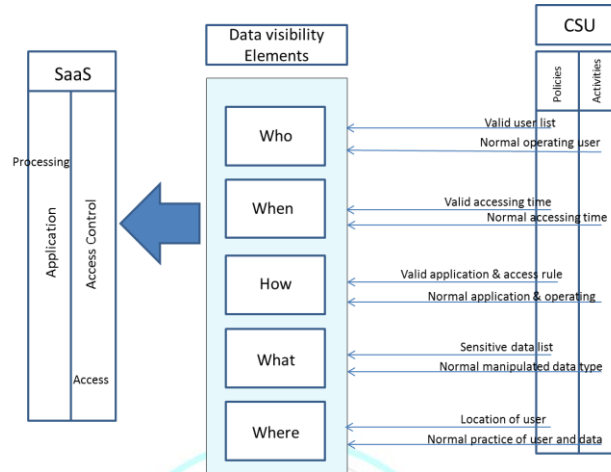 Data visibility
Elements
CSU
SaaS
Policies
Activities
Processing
Application
Access Control
Access
Who
Valid user list
Normal operating user
When
Valid accessing time
Normal accessing time
How
Valid application & access rule
Normal application & operating
What
Sensitive data list
Normal manipulated data type
Where
Location of user
Normal practice of user and data